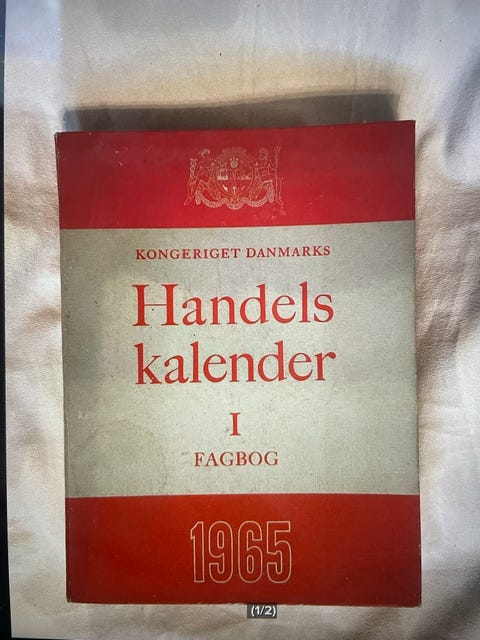 KONGERIGET DANMARKS
Handels
kalender
I
FAGBOG
1965
(1/2)